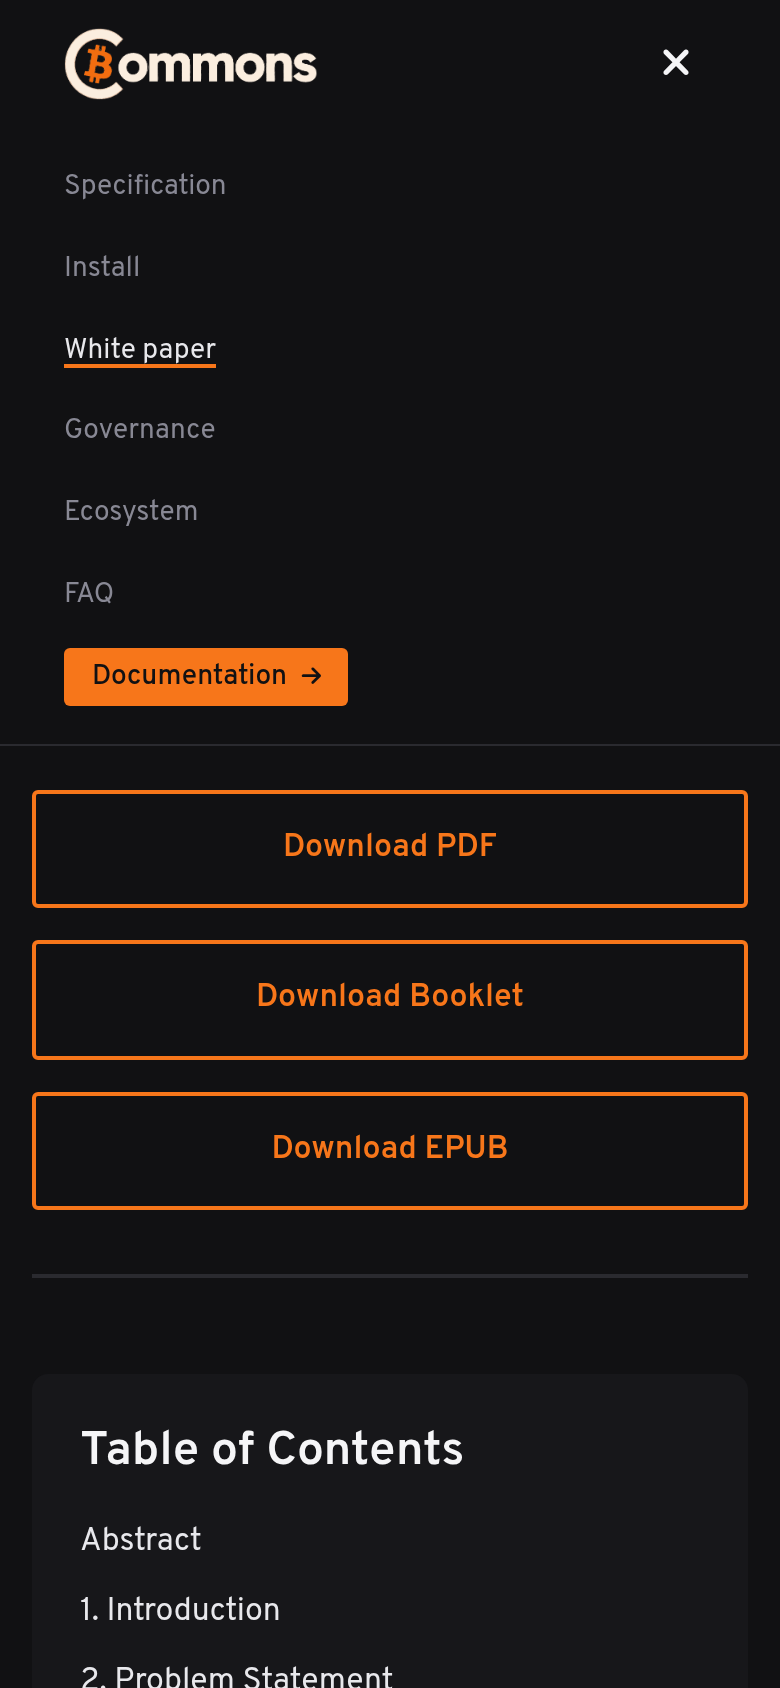 Commons
Specification
Install
White paper
Governance
Ecosystem
FAQ
Documentation →
Download PDF
Download Booklet
Download EPUB
Table of Contents
Abstract
1. Introduction
2. Problem Statement